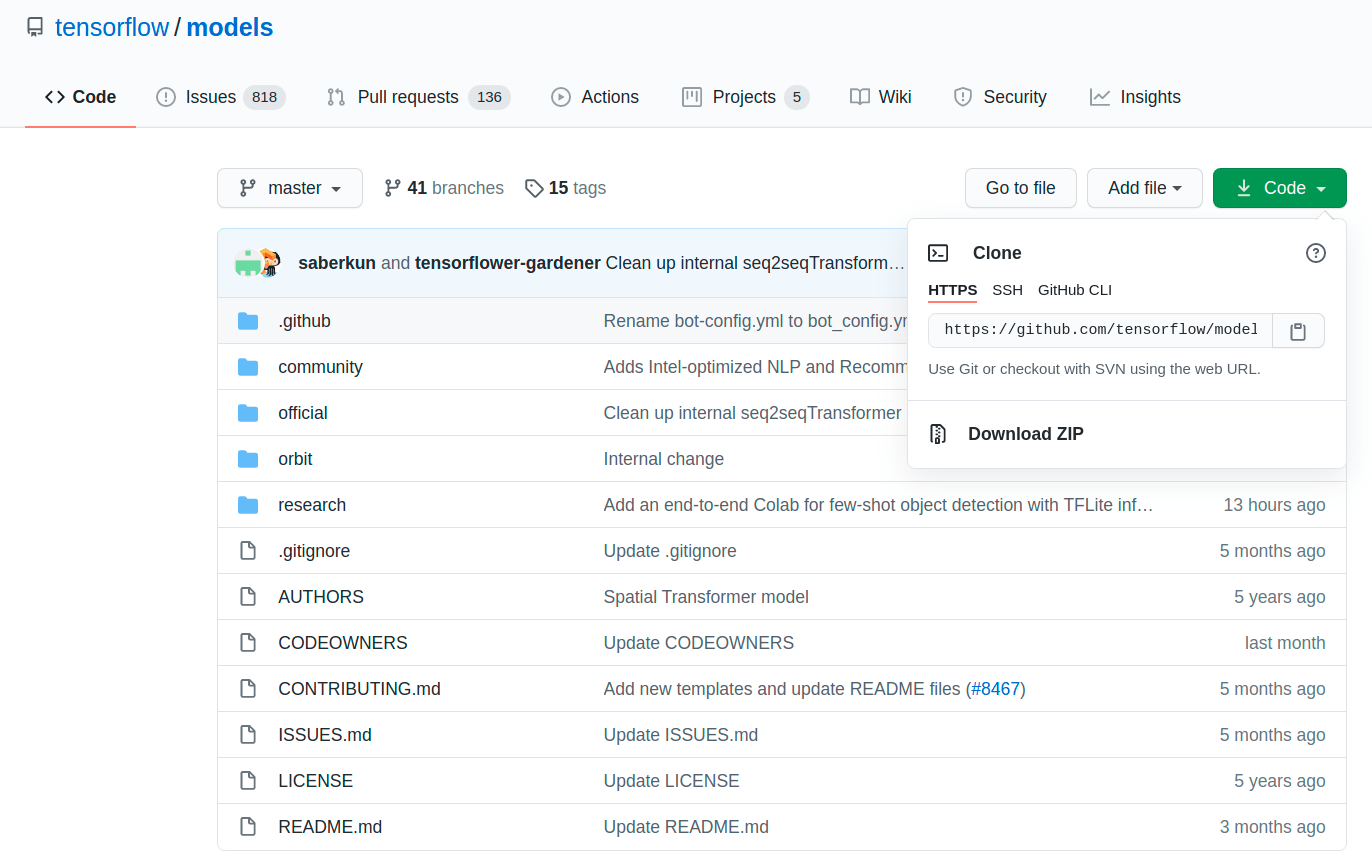 tensorflow / models
Code Issues 818 Pull requests 136 Actions Projects 5 Wiki Security Insights
master 41 branches 15 tags Go to file Add file Code
saberkun and tensorflower-gardener Clean up internal seq2seqTransform…
Clone
HTTPS SSH GitHub CLI
https://github.com/tensorflow/model
Use Git or checkout with SVN using the web URL.
Download ZIP
.github Rename bot-config.yml to bot_config.y
community Adds Intel-optimized NLP and Recomm
official Clean up internal seq2seqTransformer
orbit Internal change
research Add an end-to-end Colab for few-shot object detection with TFLite inf… 13 hours ago
.gitignore Update .gitignore 5 months ago
AUTHORS Spatial Transformer model 5 years ago
CODEOWNERS Update CODEOWNERS last month
CONTRIBUTING.md Add new templates and update README files (#8467) 5 months ago
ISSUES.md Update ISSUES.md 5 months ago
LICENSE Update LICENSE 5 years ago
README.md Update README.md 3 months ago